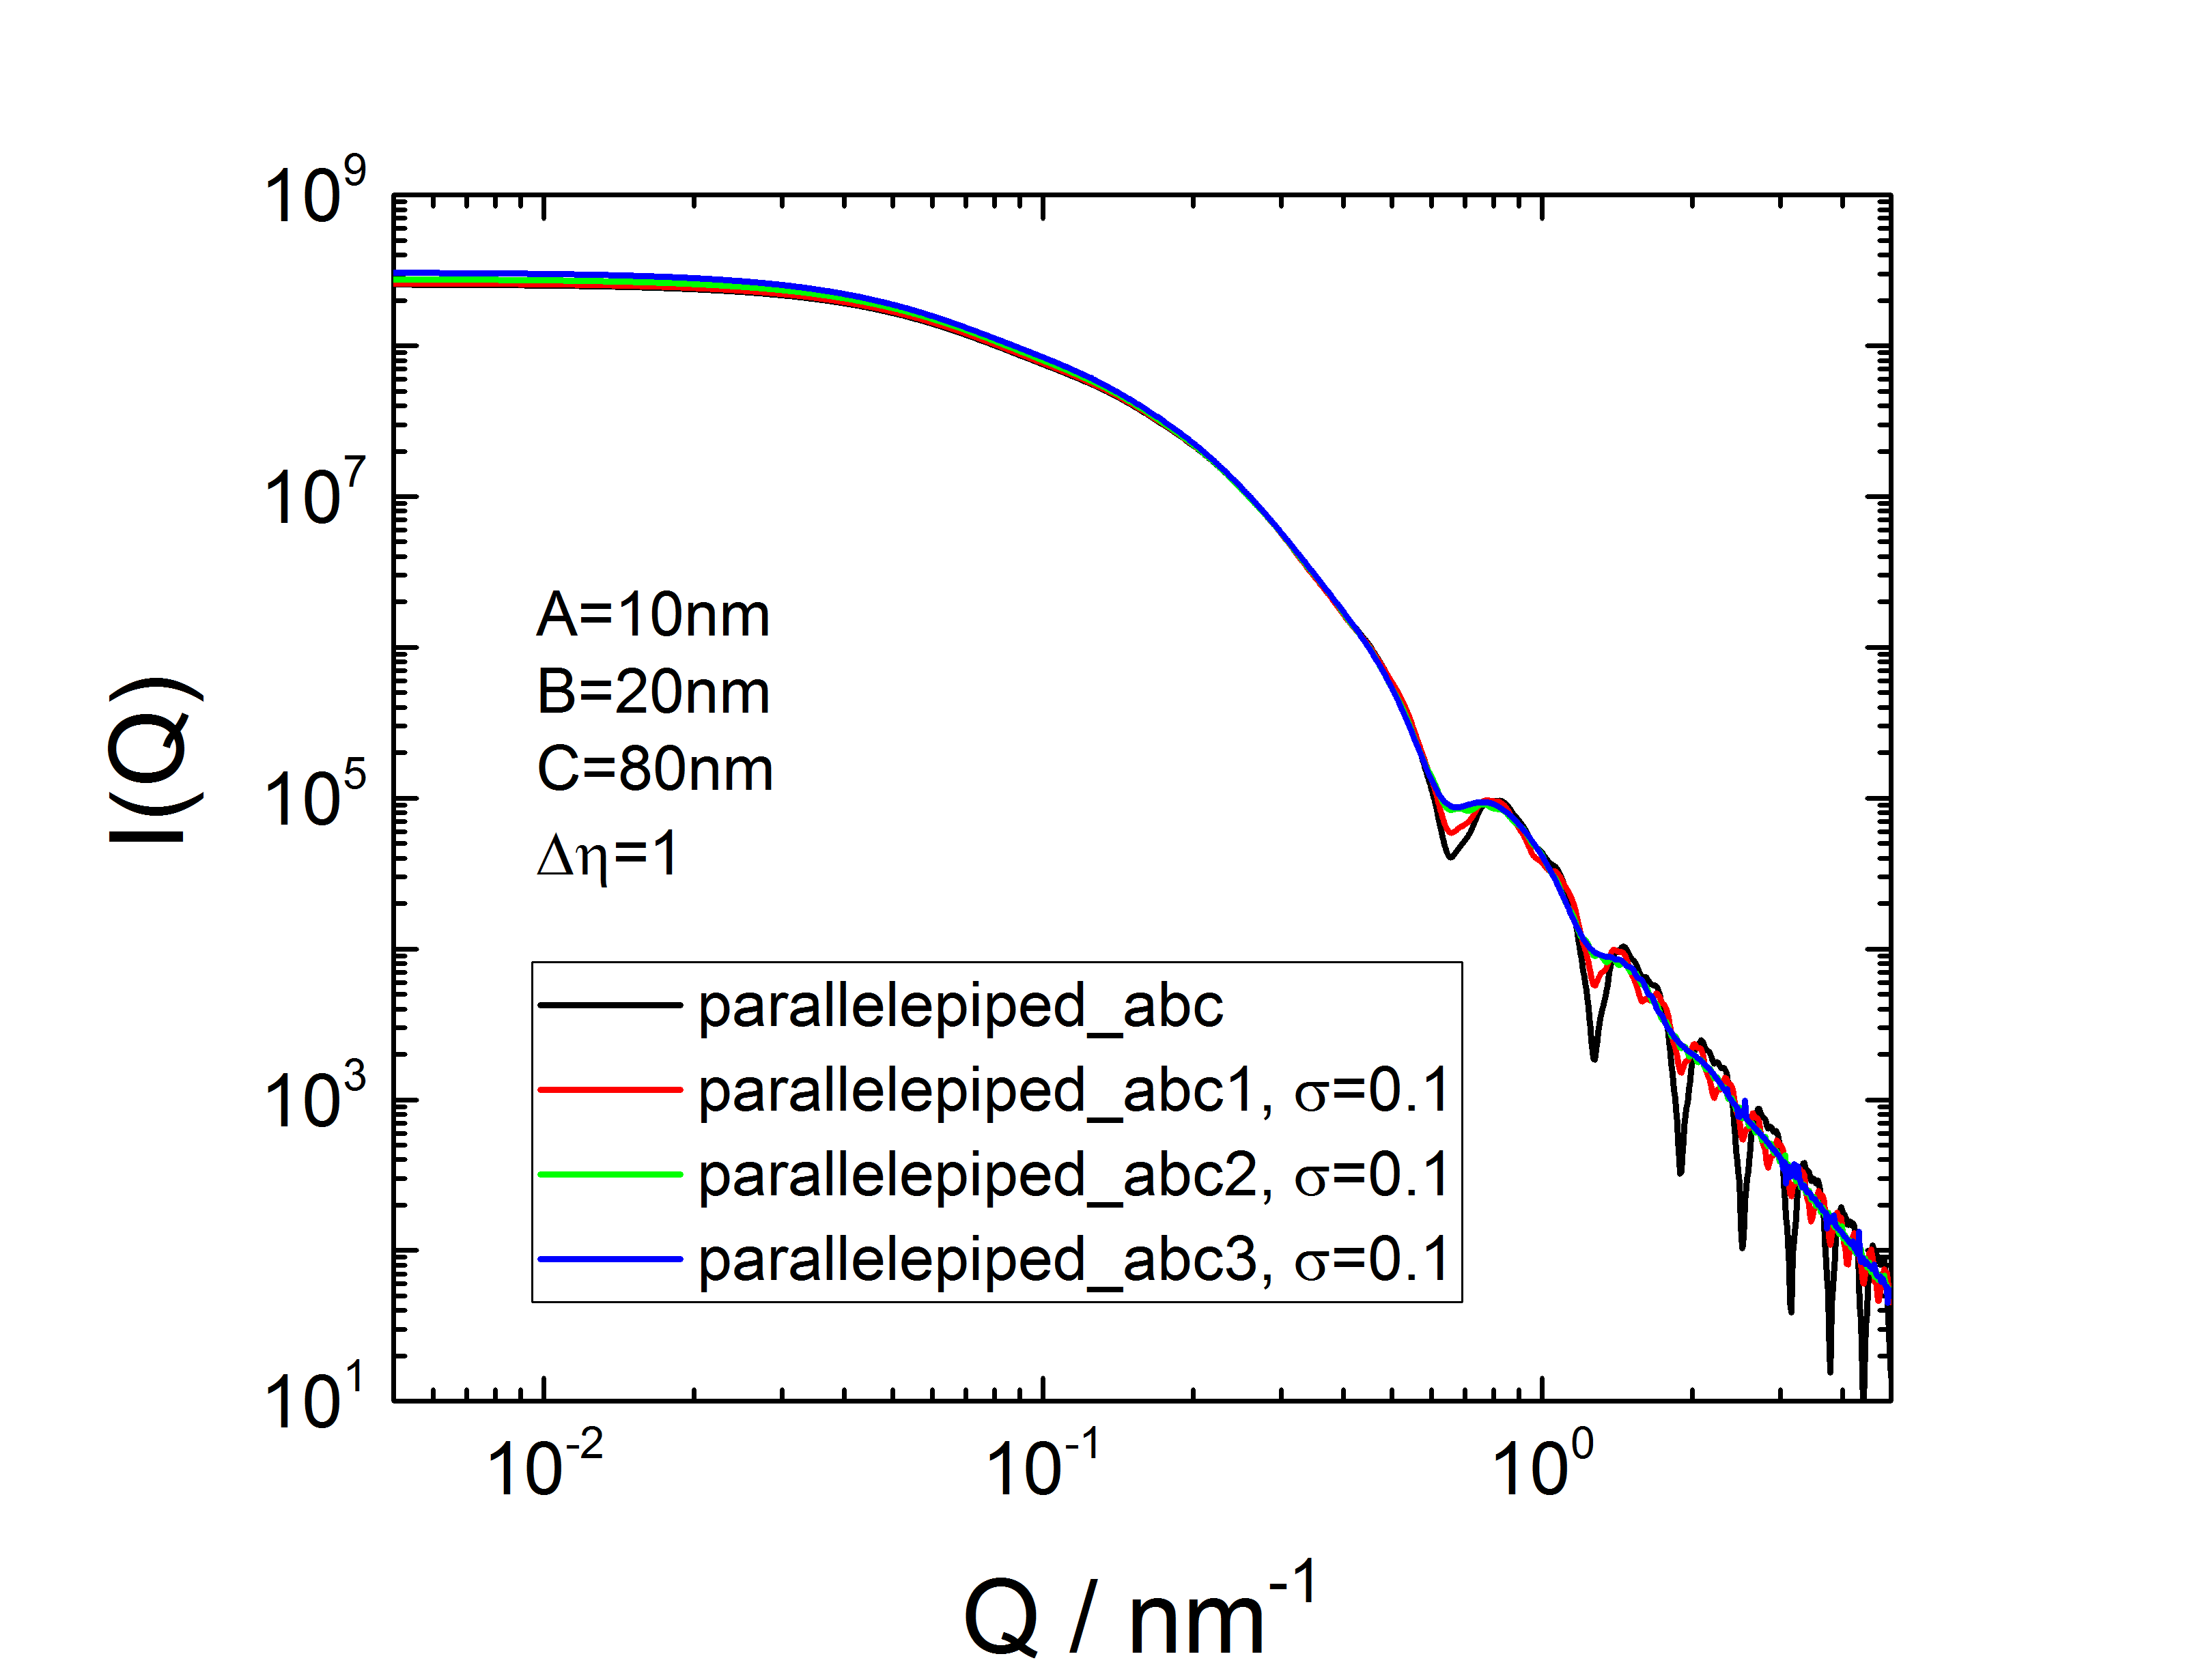 10^9
10^7
10^5
10^3
10^1
I(Q)
A=10nm
B=20nm
C=80nm
Δη=1
parallelepiped_abc
parallelepiped_abc1, σ=0.1
parallelepiped_abc2, σ=0.1
parallelepiped_abc3, σ=0.1
10^-2 10^-1 10^0
Q / nm^-1